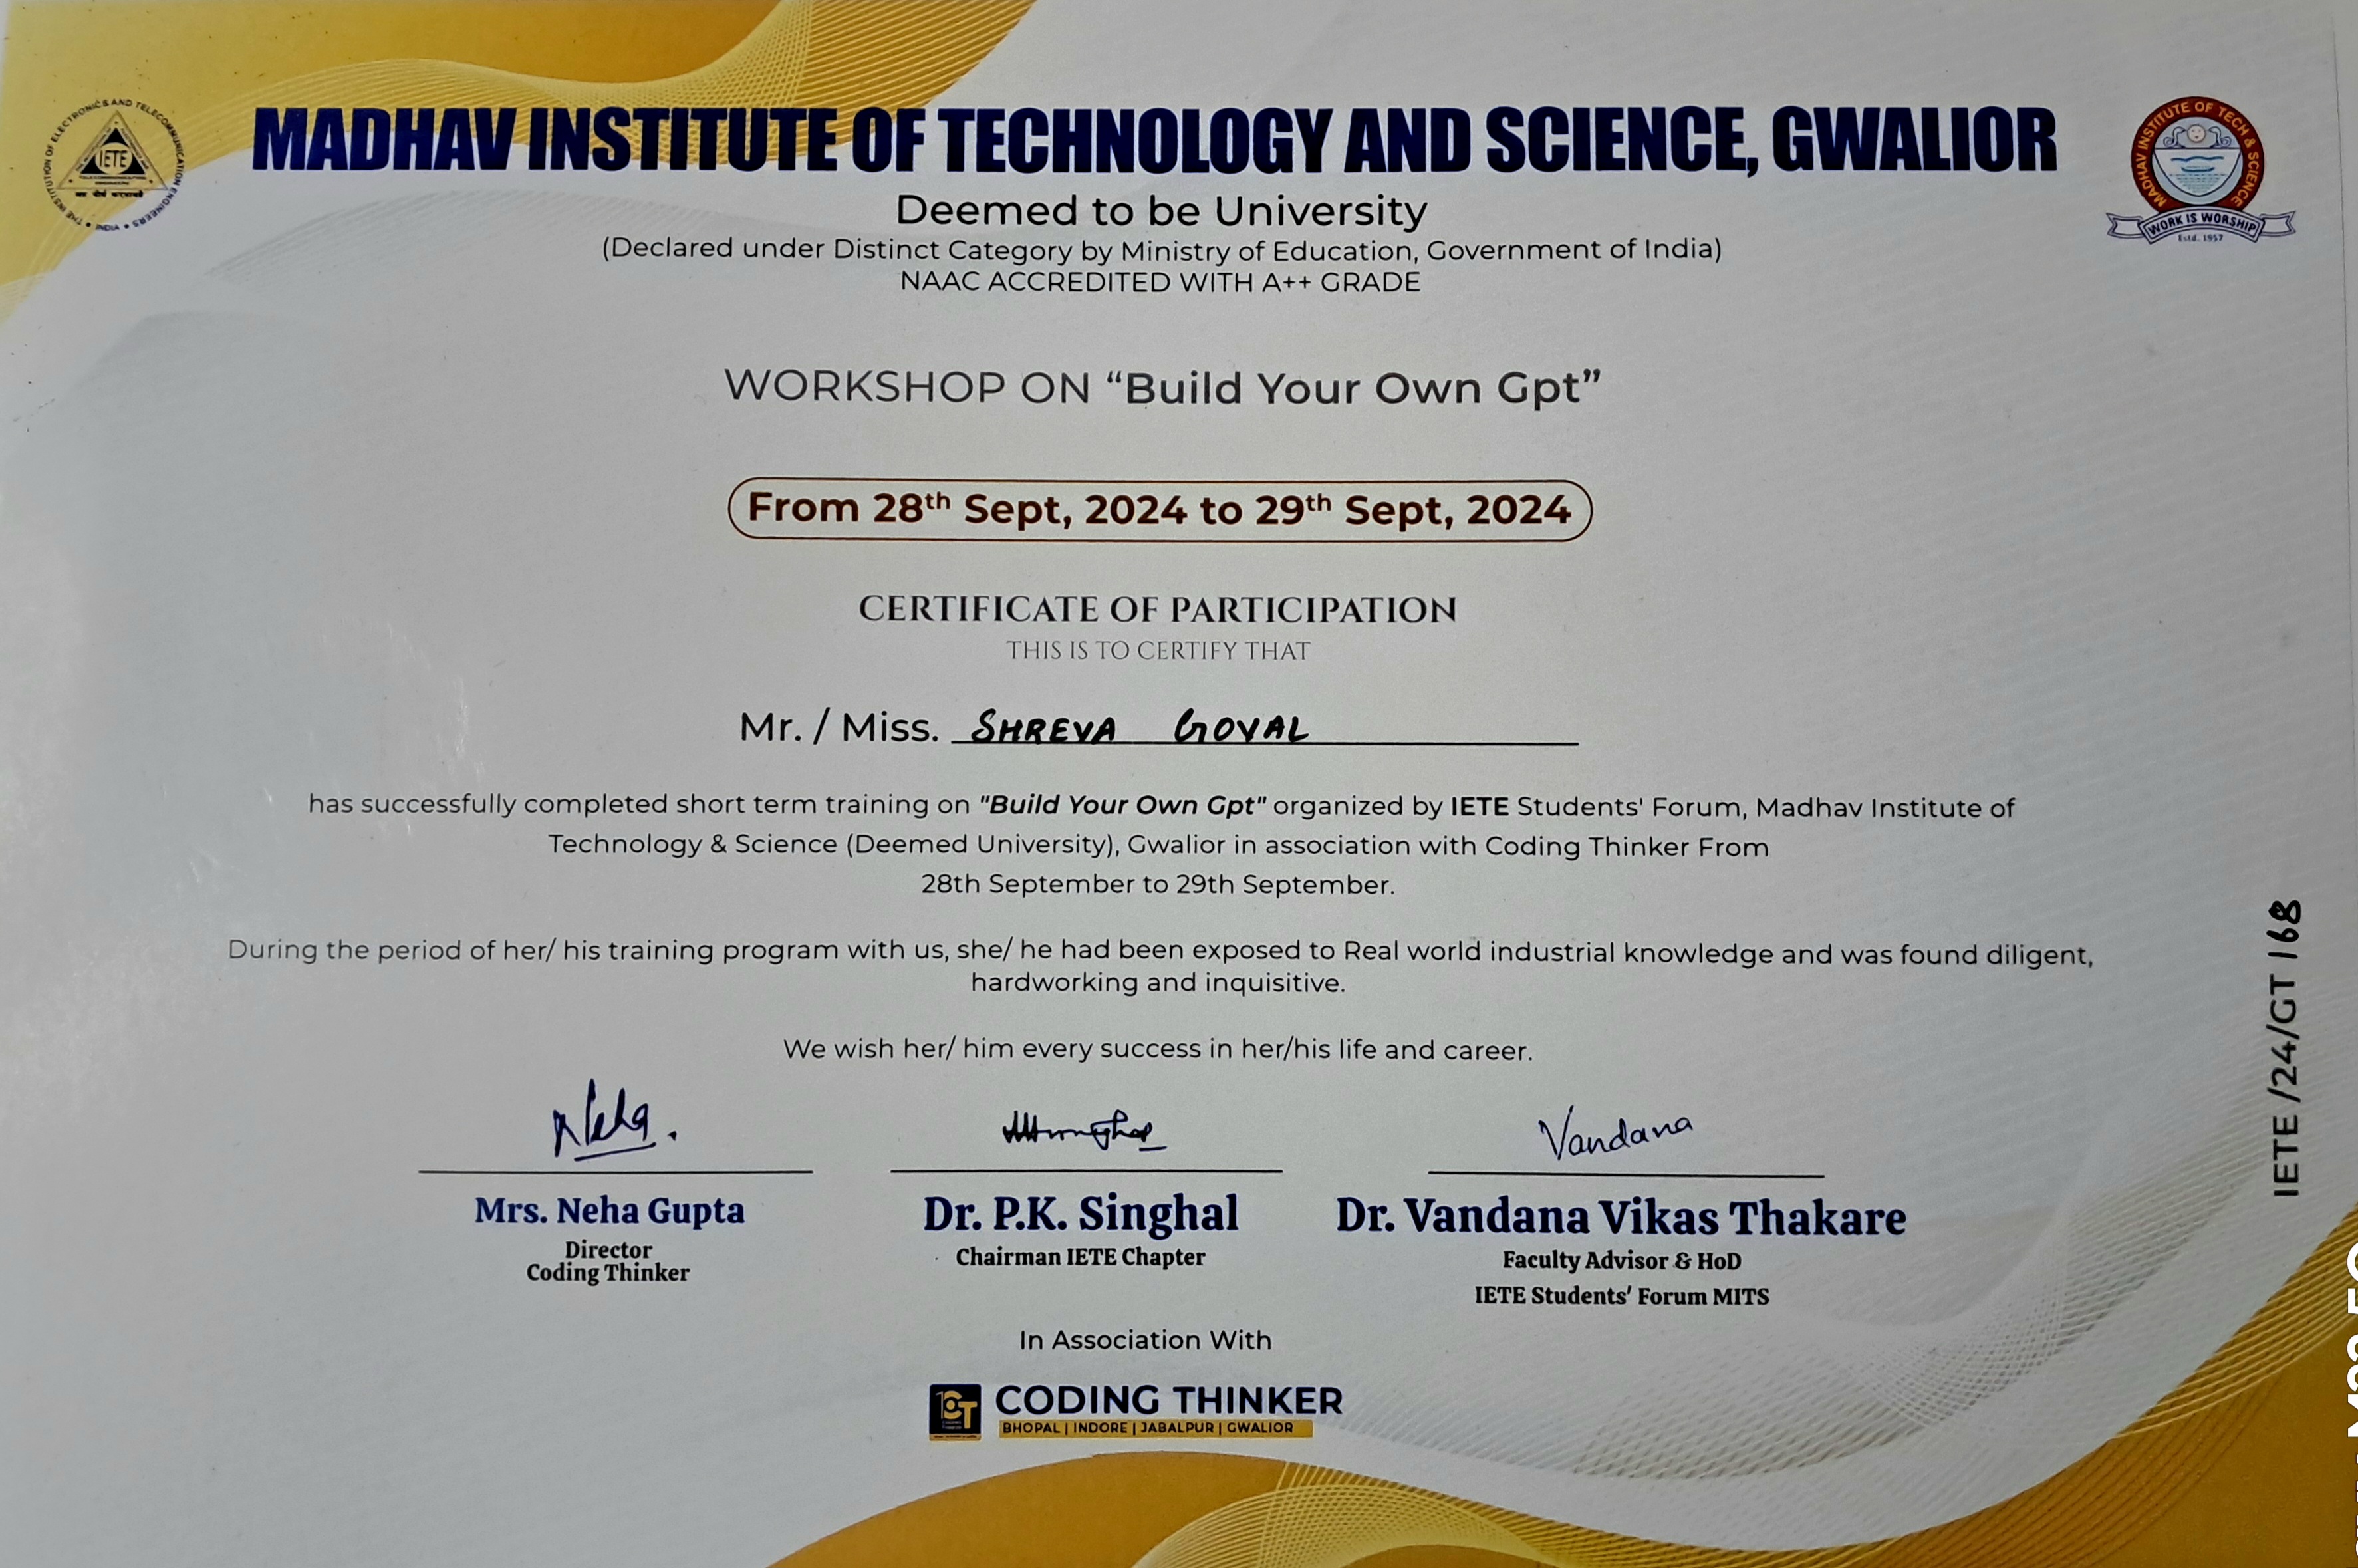 THE INSTITUTION OF ELECTRONICS AND TELECOMMUNICATION ENGINEERS • INDIA •
IETE
MADHAV INSTITUTE OF TECHNOLOGY AND SCIENCE, GWALIOR
MADHAV INSTITUTE OF TECH & SCIENCE
WORK IS WORSHIP
Estd. 1957
Deemed to be University
(Declared under Distinct Category by Ministry of Education, Government of India)
NAAC ACCREDITED WITH A++ GRADE
WORKSHOP ON “Build Your Own Gpt”
From 28th Sept, 2024 to 29th Sept, 2024
CERTIFICATE OF PARTICIPATION
THIS IS TO CERTIFY THAT
Mr. / Miss. SHREYA GOYAL
has successfully completed short term training on "Build Your Own Gpt" organized by IETE Students' Forum, Madhav Institute of
Technology & Science (Deemed University), Gwalior in association with Coding Thinker From
28th September to 29th September.
During the period of her/ his training program with us, she/ he had been exposed to Real world industrial knowledge and was found diligent,
hardworking and inquisitive.
We wish her/ him every success in her/his life and career.
IETE /24/GT 168
Neha.
Vandana
Mrs. Neha Gupta
Director
Coding Thinker
Dr. P.K. Singhal
Chairman IETE Chapter
Dr. Vandana Vikas Thakare
Faculty Advisor & HoD
IETE Students' Forum MITS
In Association With
CT
CODING THINKER
BHOPAL | INDORE | JABALPUR | GWALIOR